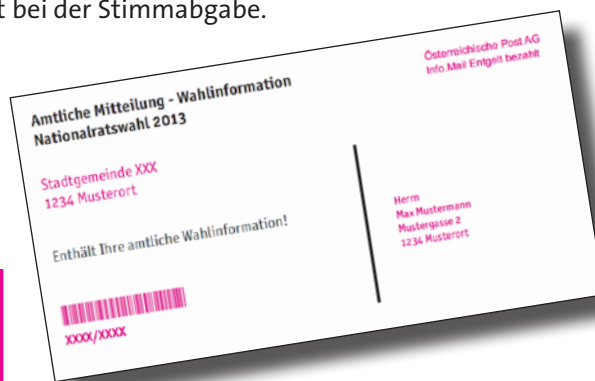 t bei der Stimmabgabe.
Österreichische Post AG
Info.Mail Entgelt bezahlt
Amtliche Mitteilung - Wahlinformation
Nationalratswahl 2013
Stadtgemeinde XXX
1234 Musterort
Enthält Ihre amtliche Wahlinformation!
Herrn
Max Mustermann
Mustergasse 2
1234 Musterort
XXXX/XXXX